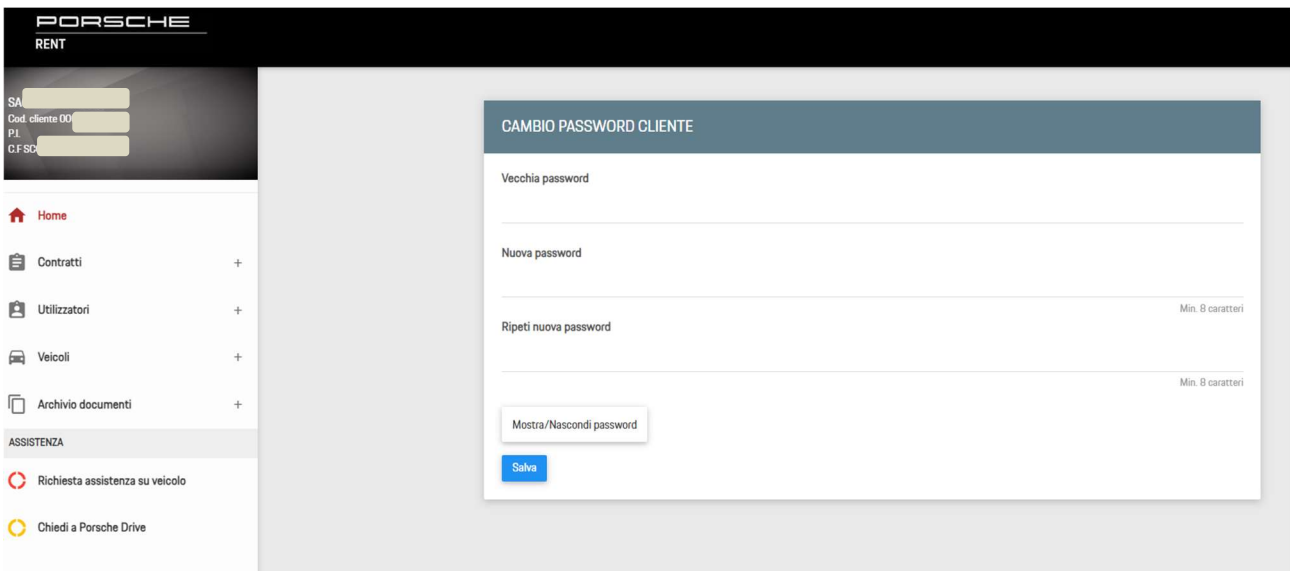 PORSCHE
RENT
SA
Cod. cliente 00
P.I.
C.F SC
Home
Contratti +
Utilizzatori +
Veicoli +
Archivio documenti +
ASSISTENZA
Richiesta assistenza su veicolo
Chiedi a Porsche Drive
CAMBIO PASSWORD CLIENTE
Vecchia password
Nuova password
Min. 8 caratteri
Ripeti nuova password
Min. 8 caratteri
Mostra/Nascondi password
Salva